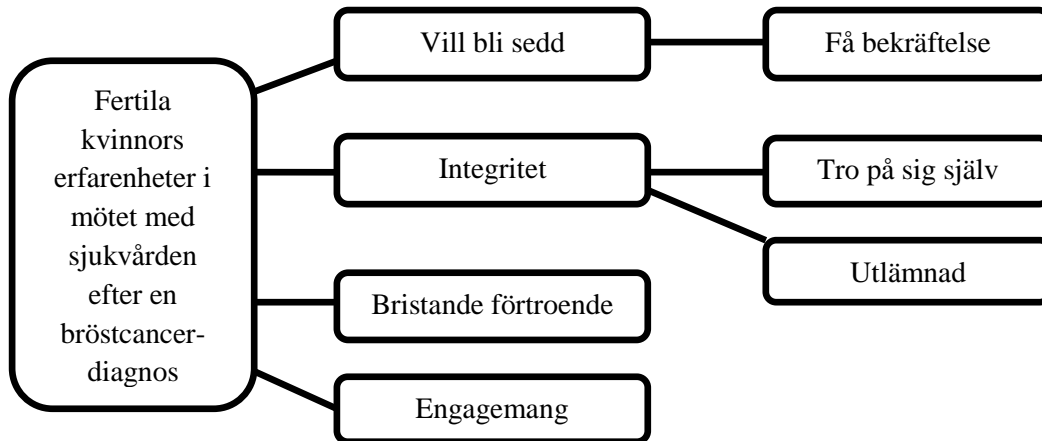 Fertila
kvinnors
erfarenheter i
mötet med
sjukvården
efter en
bröstcancer-
diagnos
Vill bli sedd
Få bekräftelse
Integritet
Tro på sig själv
Utlämnad
Bristande förtroende
Engagemang